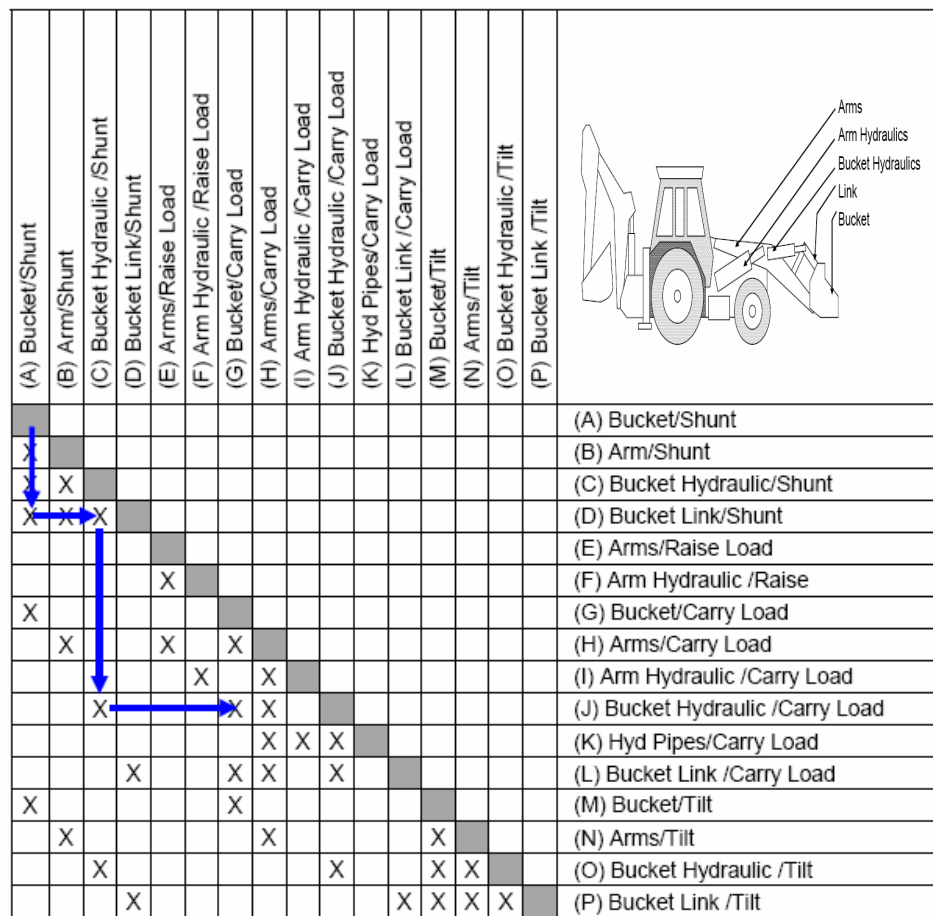 (A) Bucket/Shunt
(B) Arm/Shunt
(C) Bucket Hydraulic /Shunt
(D) Bucket Link/Shunt
(E) Arms/Raise Load
(F) Arm Hydraulic /Raise Load
(G) Bucket/Carry Load
(H) Arms/Carry Load
(I) Arm Hydraulic /Carry Load
(J) Bucket Hydraulic /Carry Load
(K) Hyd Pipes/Carry Load
(L) Bucket Link /Carry Load
(M) Bucket/Tilt
(N) Arms/Tilt
(O) Bucket Hydraulic /Tilt
(P) Bucket Link /Tilt
Arms
Arm Hydraulics
Bucket Hydraulics
Link
Bucket
(A) Bucket/Shunt
X (B) Arm/Shunt
X X (C) Bucket Hydraulic/Shunt
X X X (D) Bucket Link/Shunt
(E) Arms/Raise Load
X (F) Arm Hydraulic /Raise
X (G) Bucket/Carry Load
X X X (H) Arms/Carry Load
X X (I) Arm Hydraulic /Carry Load
X X X (J) Bucket Hydraulic /Carry Load
X X X (K) Hyd Pipes/Carry Load
X X X X (L) Bucket Link /Carry Load
X X (M) Bucket/Tilt
X X X (N) Arms/Tilt
X X X X (O) Bucket Hydraulic /Tilt
X X X X X (P) Bucket Link /Tilt